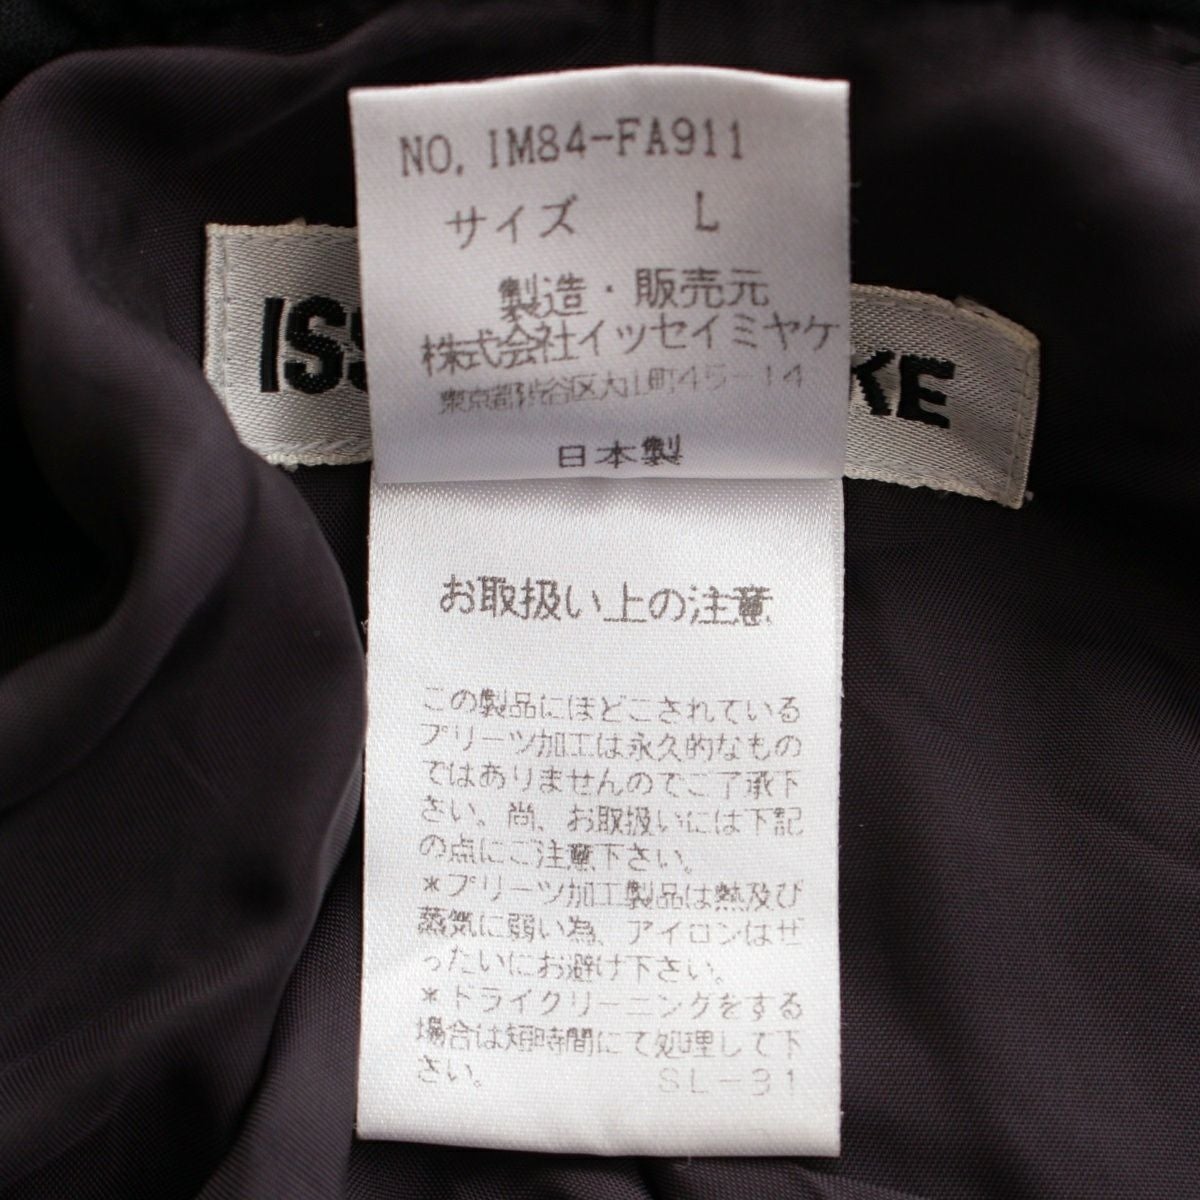 NO. IM84-FA911
サイズ L
製造・販売元
株式会社イッセイミヤケ
東京都渋谷区大山町45-14
日本製
ISS
KE
お取扱い上の注意
この製品にほどこされている
プリーツ加工は永久的なもの
ではありませんのでご了承下
さい。尚、お取扱いには下記
の点にご注意下さい。
*プリーツ加工製品は熱及び
蒸気に弱い為、アイロンはぜ
ったいにお避け下さい。
*ドライクリーニングをする
場合は短時間にて処理して下
さい。 SL-31